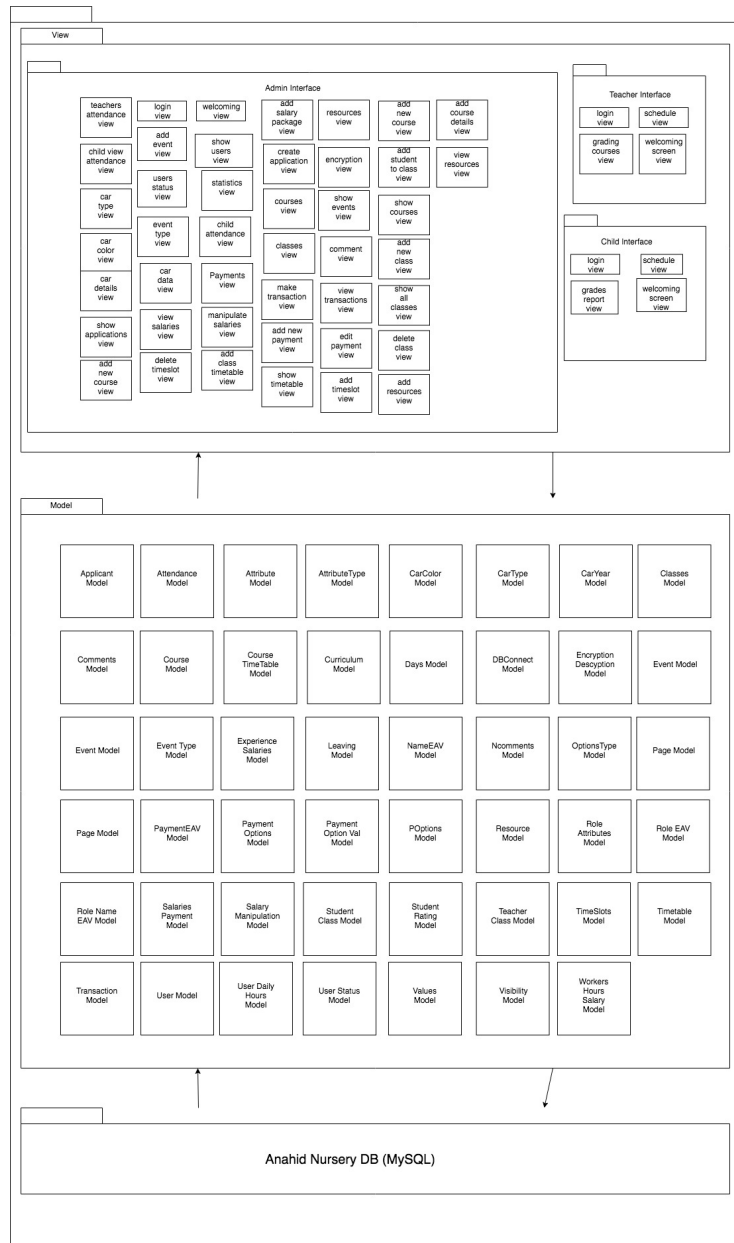 View
Admin Interface
teachers
attendance
view
login
view
welcoming
view
add
salary
package
view
resources
view
add
new
course
view
add
course
details
view
child view
attendance
view
add
event
view
show
users
view
create
application
view
encryption
view
add
student
to class
view
view
resources
view
car
type
view
users
status
view
statistics
view
courses
view
show
events
view
show
courses
view
car
color
view
event
type
view
child
attendance
view
classes
view
comment
view
add
new
class
view
car
details
view
car
data
view
Payments
view
make
transaction
view
view
transactions
view
show
all
classes
view
show
applications
view
view
salaries
view
manipulate
salaries
view
add new
payment
view
edit
payment
view
delete
class
view
add
new
course
view
delete
timeslot
view
add
class
timetable
view
show
timetable
view
add
timeslot
view
add
resources
view
Teacher Interface
login
view
schedule
view
grading
courses
view
welcoming
screen
view
Child Interface
login
view
schedule
view
grades
report
view
welcoming
screen
view
Model
Applicant
Model
Attendance
Model
Attribute
Model
AttributeType
Model
CarColor
Model
CarType
Model
CarYear
Model
Classes
Model
Comments
Model
Course
Model
Course
TimeTable
Model
Curriculum
Model
Days Model
DBConnect
Model
Encryption
Descyption
Model
Event Model
Event Model
Event Type
Model
Experience
Salaries
Model
Leaving
Model
NameEAV
Model
Ncomments
Model
OptionsType
Model
Page Model
Page Model
PaymentEAV
Model
Payment
Options
Model
Payment
Option Val
Model
POptions
Model
Resource
Model
Role
Attributes
Model
Role EAV
Model
Role Name
EAV Model
Salaries
Payment
Model
Salary
Manipulation
Model
Student
Class Model
Student
Rating
Model
Teacher
Class Model
TimeSlots
Model
Timetable
Model
Transaction
Model
User Model
User Daily
Hours
Model
User Status
Model
Values
Model
Visibility
Model
Workers
Hours
Salary
Model
Anahid Nursery DB (MySQL)